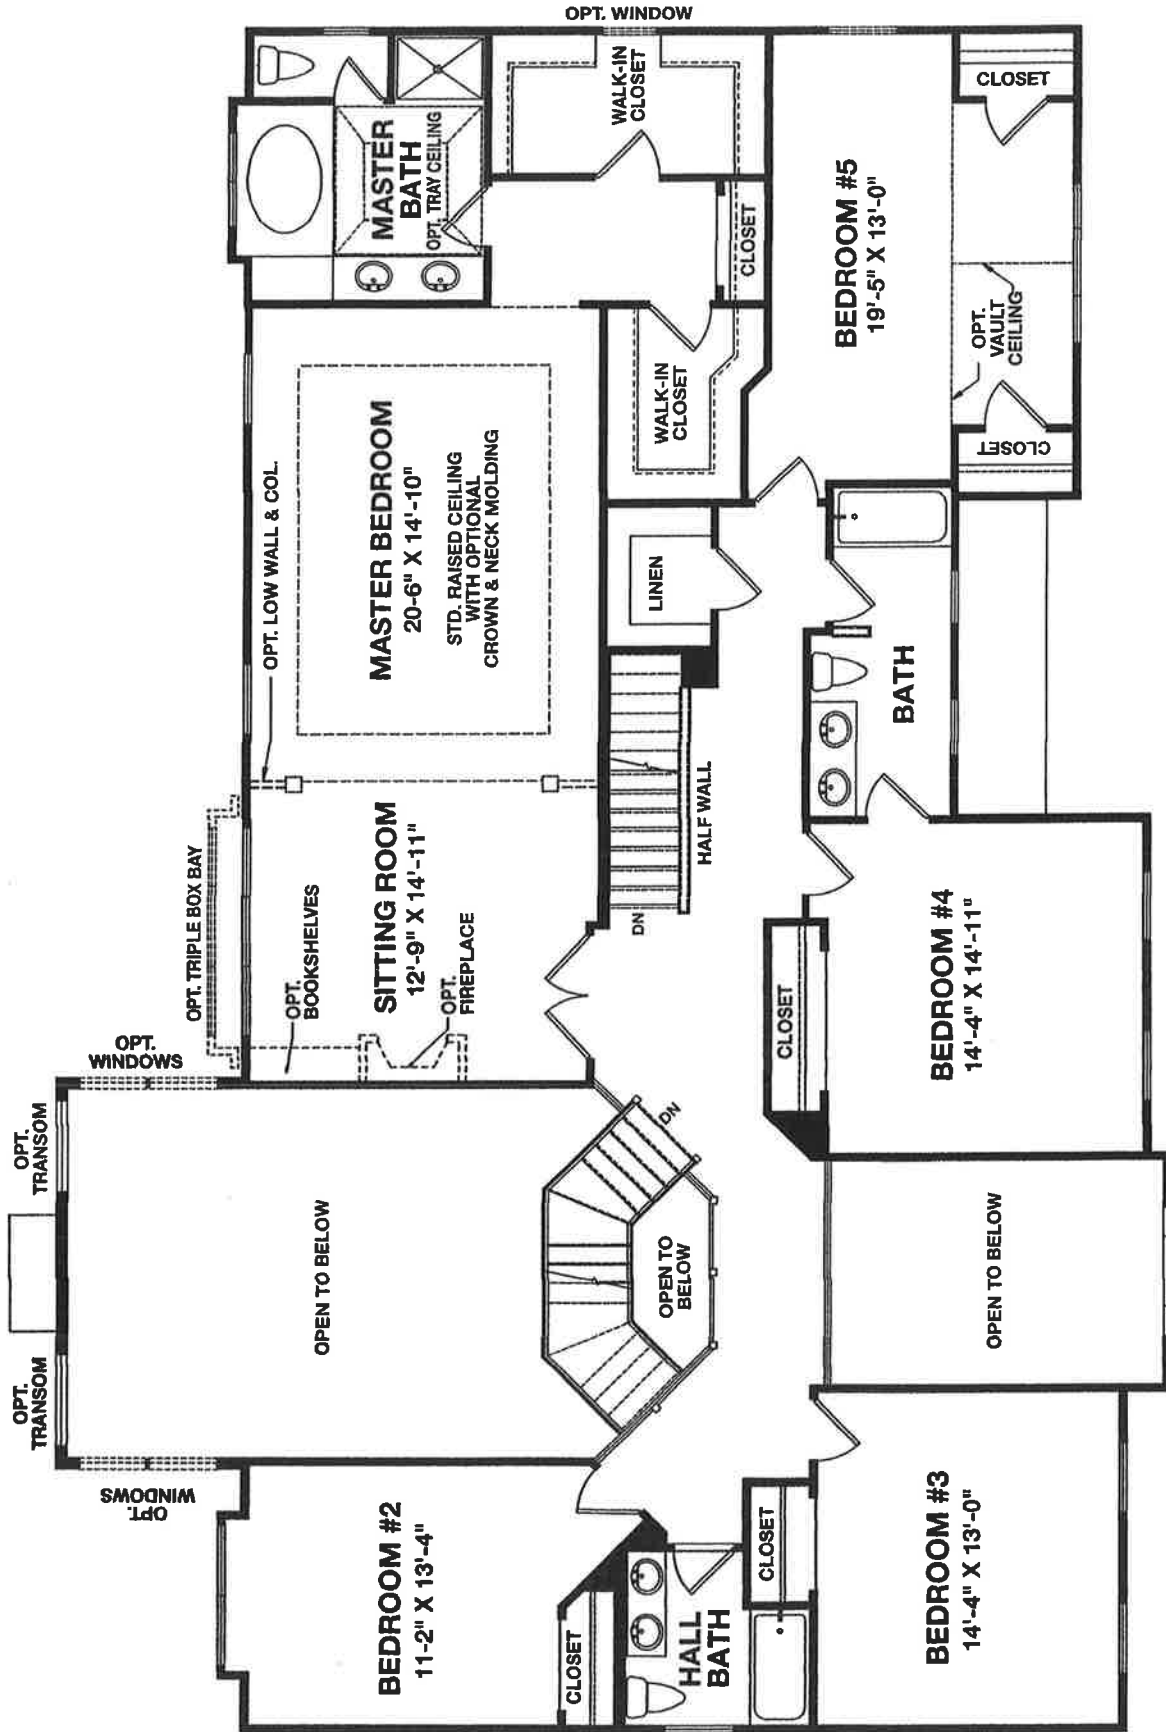 OPT. WINDOW
WALK-IN
CLOSET
CLOSET
MASTER
BATH
OPT. TRAY CEILING
CLOSET
BEDROOM #5
19'-5" X 13'-0"
OPT.
VAULT
CEILING
WALK-IN
CLOSET
CLOSET
OPT. LOW WALL & COL.
MASTER BEDROOM
20-6" X 14'-10"
STD. RAISED CEILING
WITH OPTIONAL
CROWN & NECK MOLDING
LINEN
BATH
HALF WALL
DN
OPT. TRIPLE BOX BAY
OPT.
BOOKSHELVES
SITTING ROOM
12'-9" X 14'-11"
OPT.
FIREPLACE
CLOSET
BEDROOM #4
14'-4" X 14'-11"
OPT.
WINDOWS
OPT.
TRANSOM
DN
OPEN TO BELOW
OPEN TO
BELOW
OPEN TO BELOW
OPT.
TRANSOM
OPT.
WINDOWS
BEDROOM #2
11-2" X 13'-4"
CLOSET
HALL
BATH
CLOSET
BEDROOM #3
14'-4" X 13'-0"